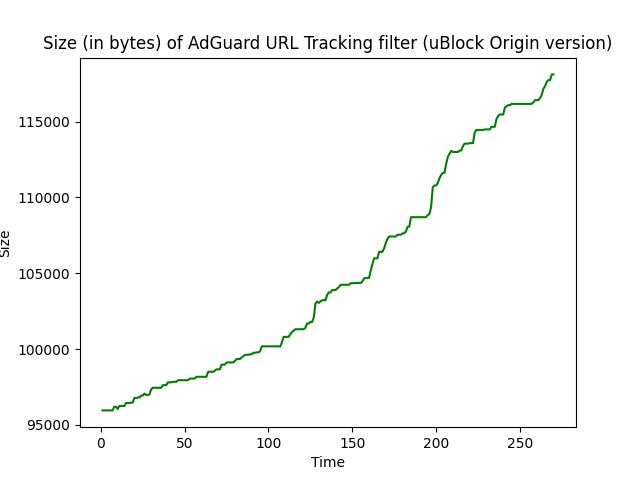 Size (in bytes) of AdGuard URL Tracking filter (uBlock Origin version)
115000
110000
105000
100000
95000
Size
0 50 100 150 200 250
Time